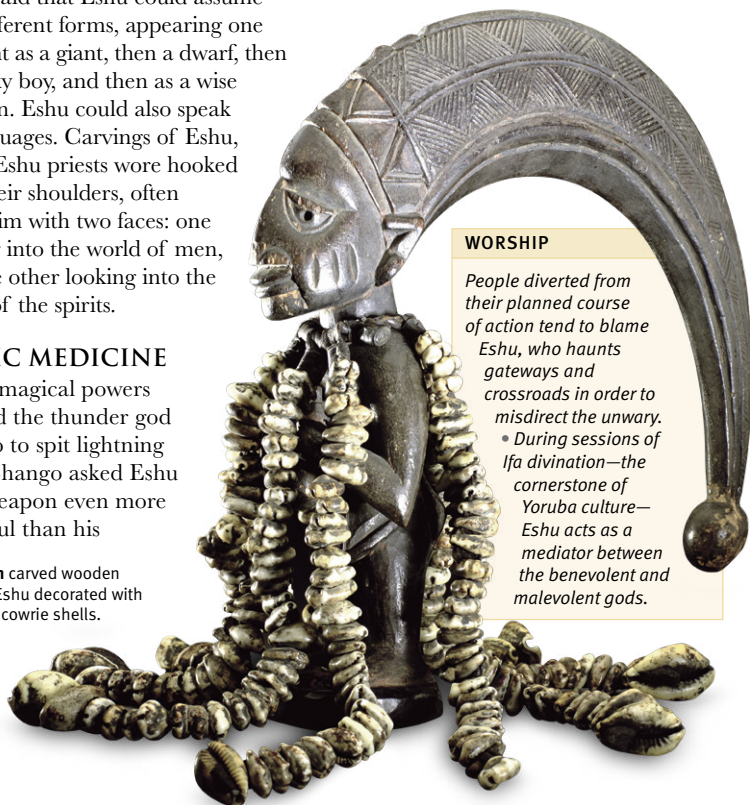 aid that Eshu could assume
fferent forms, appearing one
t as a giant, then a dwarf, then
ky boy, and then as a wise
n. Eshu could also speak
uages. Carvings of Eshu,
Eshu priests wore hooked
eir shoulders, often
im with two faces: one
r into the world of men,
e other looking into the
of the spirits.
IC MEDICINE
magical powers
d the thunder god
o to spit lightning
hango asked Eshu
eapon even more
ul than his
n carved wooden
Eshu decorated with
cowrie shells.
WORSHIP
People diverted from
their planned course
of action tend to blame
Eshu, who haunts
gateways and
crossroads in order to
misdirect the unwary.
• During sessions of
Ifa divination—the
cornerstone of
Yoruba culture—
Eshu acts as a
mediator between
the benevolent and
malevolent gods.